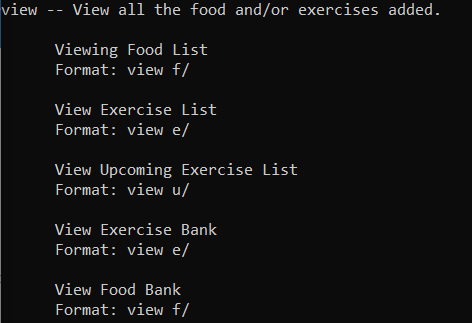 view -- View all the food and/or exercises added.
Viewing Food List
Format: view f/
View Exercise List
Format: view e/
View Upcoming Exercise List
Format: view u/
View Exercise Bank
Format: view e/
View Food Bank
Format: view f/